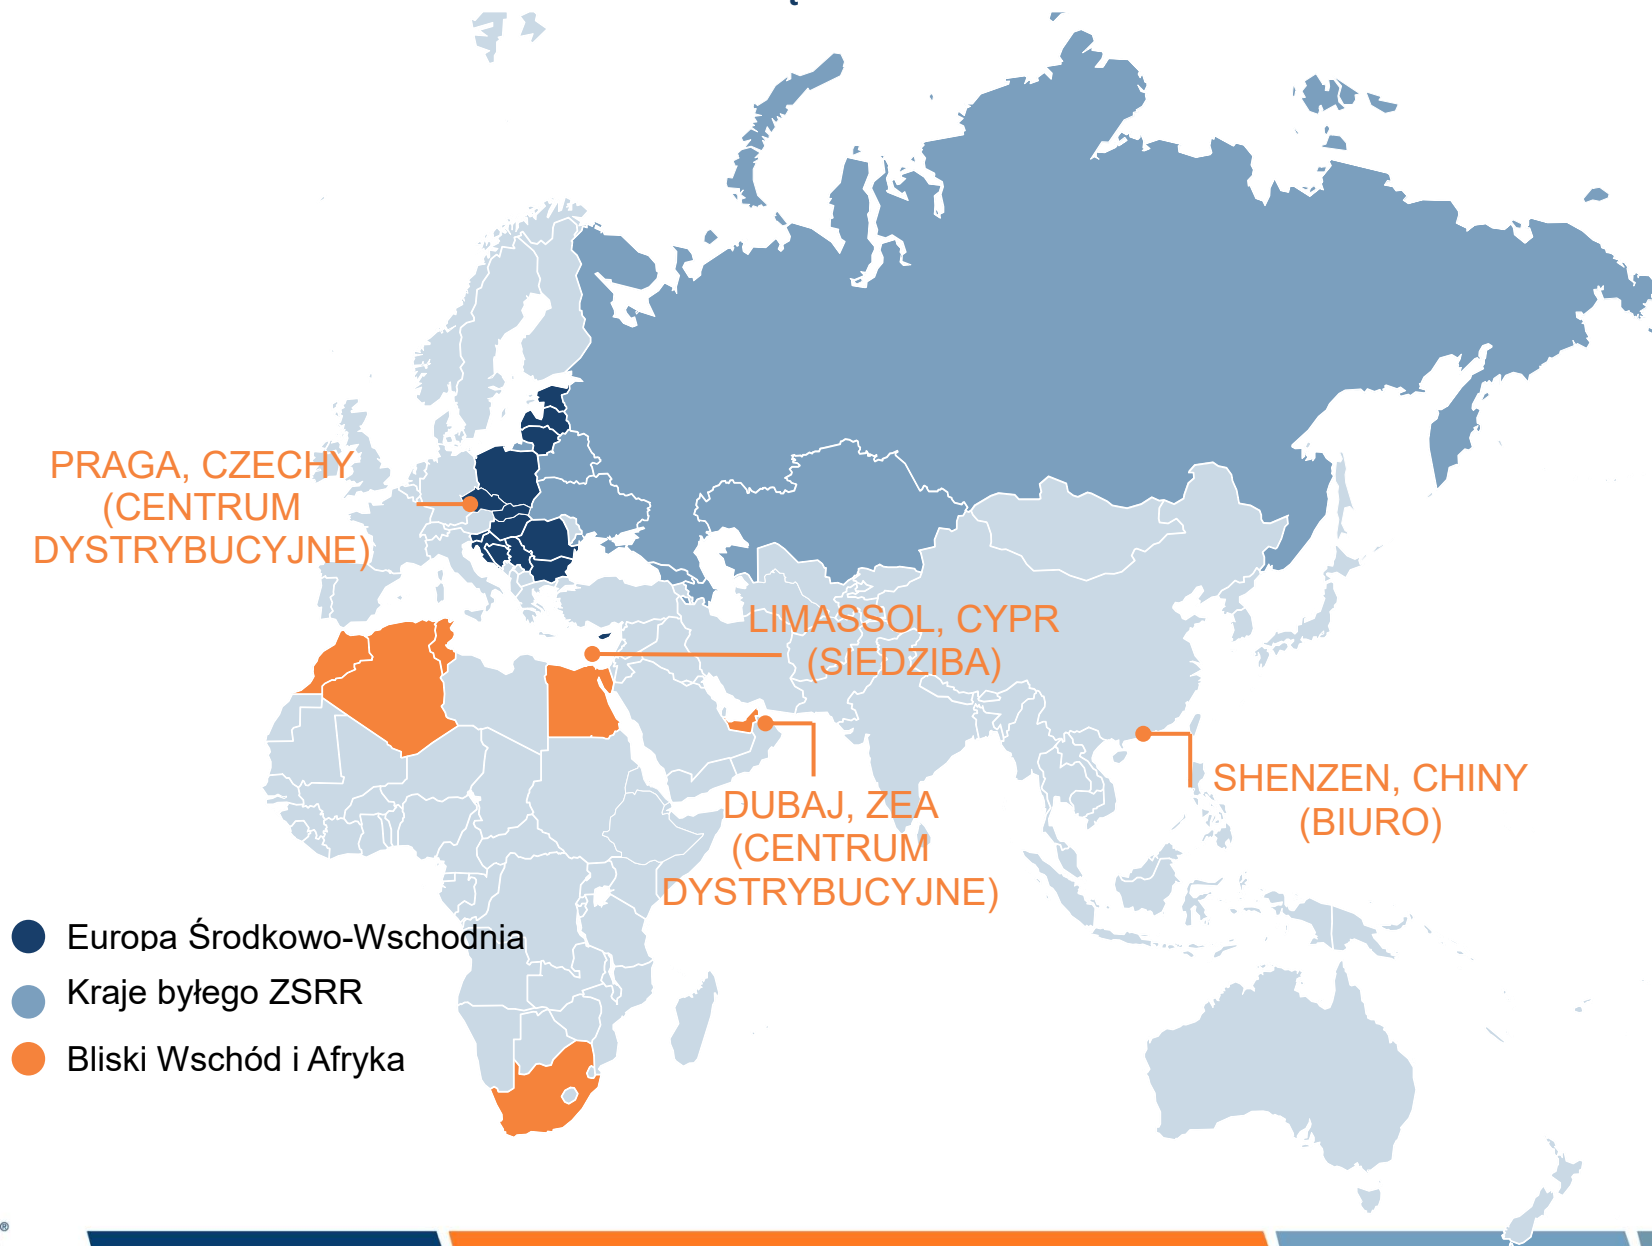 PRAGA, CZECHY
(CENTRUM
DYSTRYBUCYJNE)
LIMASSOL, CYPR
(SIEDZIBA)
DUBAJ, ZEA
(CENTRUM
DYSTRYBUCYJNE)
SHENZEN, CHINY
(BIURO)
Europa Środkowo-Wschodnia
Kraje byłego ZSRR
Bliski Wschód i Afryka
®